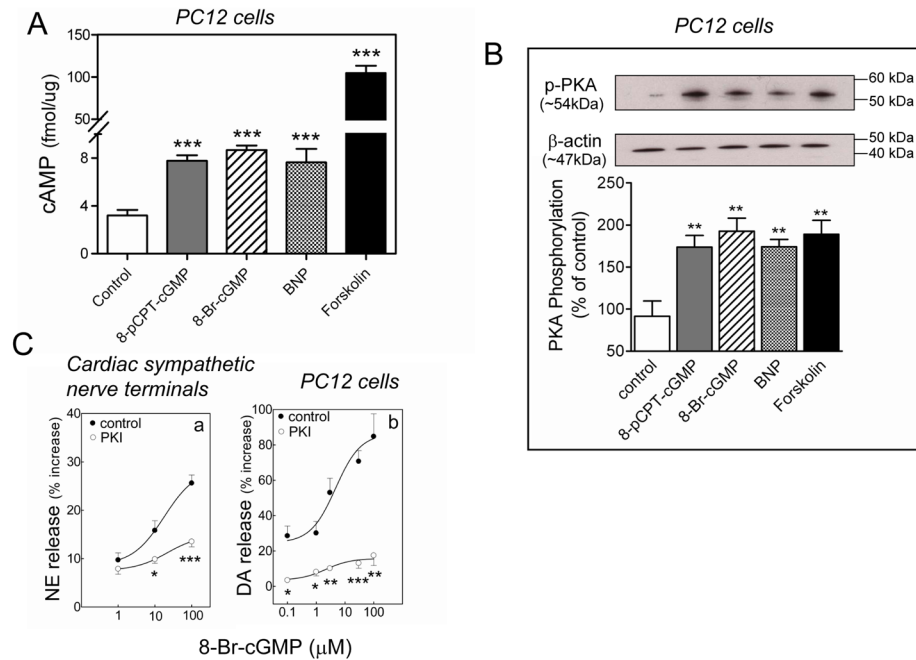 A
PC12 cells
cAMP (fmol/ug)
150
100
50
8
4
0
***
***
***
***
Control
8-pCPT-cGMP
8-Br-cGMP
BNP
Forskolin
B
PC12 cells
p-PKA
(~54kDa)
60 kDa
50 kDa
β-actin
(~47kDa)
50 kDa
40 kDa
PKA Phosphorylation
(% of control)
250
200
150
100
50
**
**
**
**
control
8-pCPT-cGMP
8-Br-cGMP
BNP
Forskolin
C
Cardiac sympathetic
nerve terminals
NE release (% increase)
40
30
20
10
0
control
PKI
a
*
***
1
10
100
PC12 cells
DA release (% increase)
100
80
60
40
20
0
control
PKI
b
*
*
**
***
**
0.1
1
10
100
8-Br-cGMP (μM)